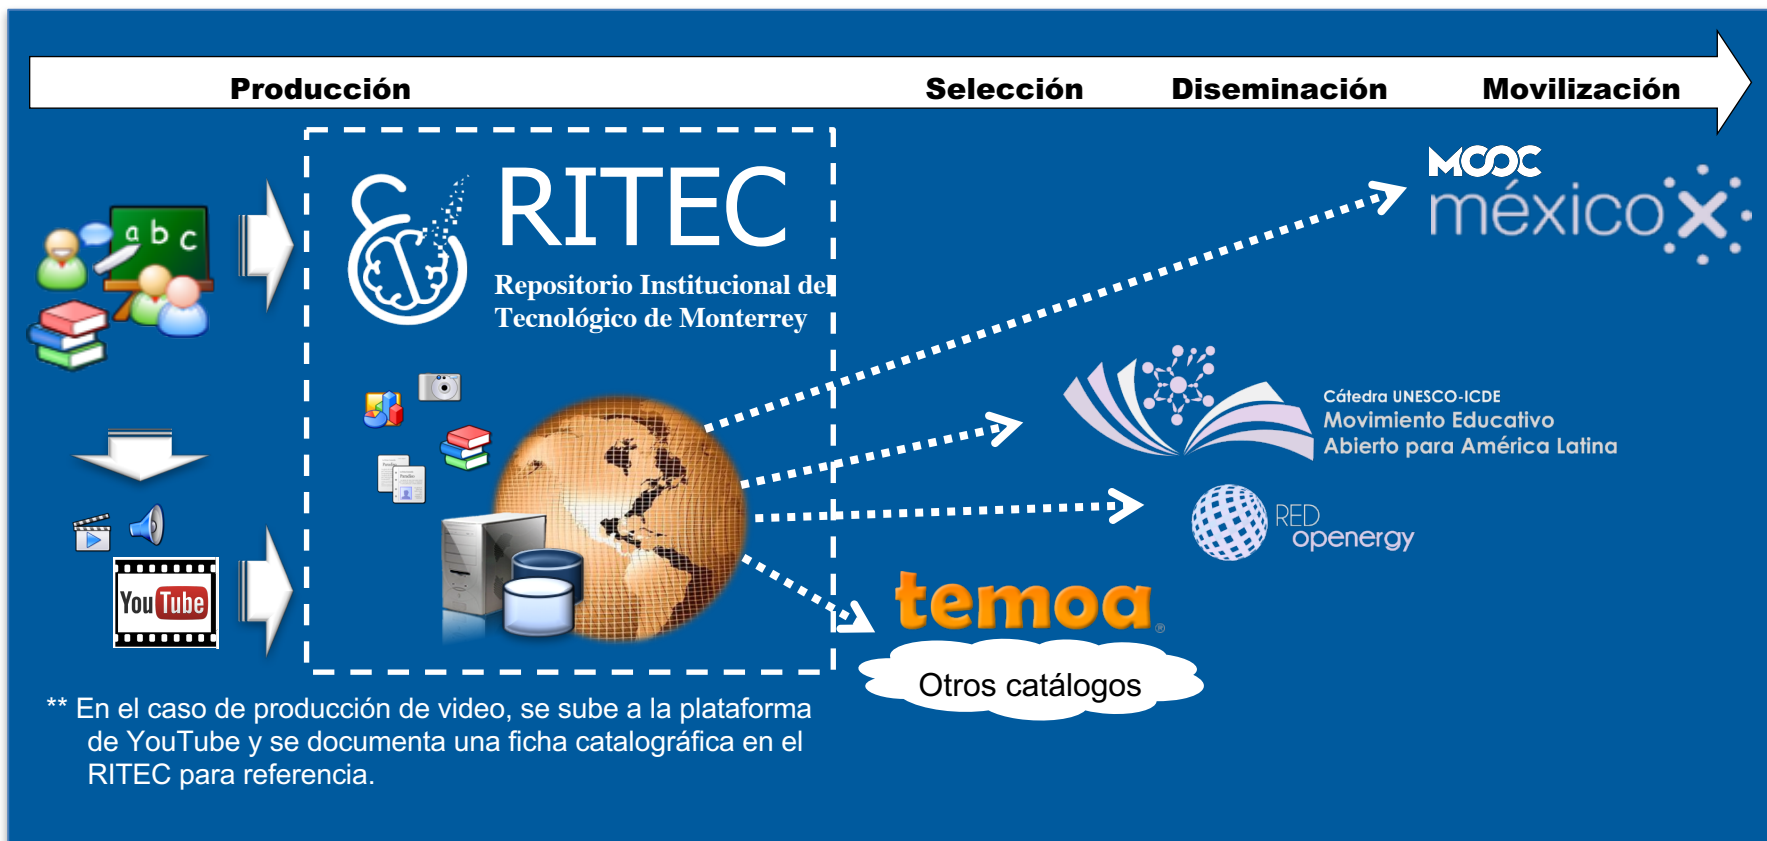 Producción
Selección
Diseminación
Movilización
MOOC
méxicox
a b c
RITEC
Repositorio Institucional del
Tecnológico de Monterrey
Cátedra UNESCO-ICDE
Movimiento Educativo
Abierto para América Latina
RED
openergy
YouTube
temoa®
Otros catálogos
** En el caso de producción de video, se sube a la plataforma
de YouTube y se documenta una ficha catalográfica en el
RITEC para referencia.